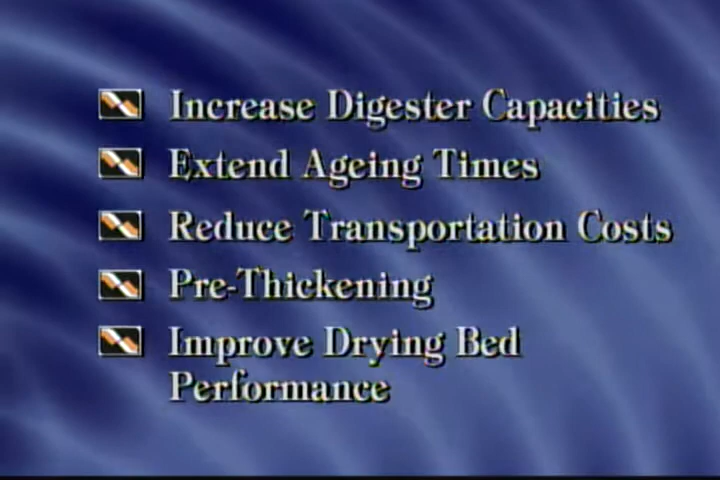 Increase Digester Capacities
Extend Ageing Times
Reduce Transportation Costs
Pre-Thickening
Improve Drying Bed
Performance